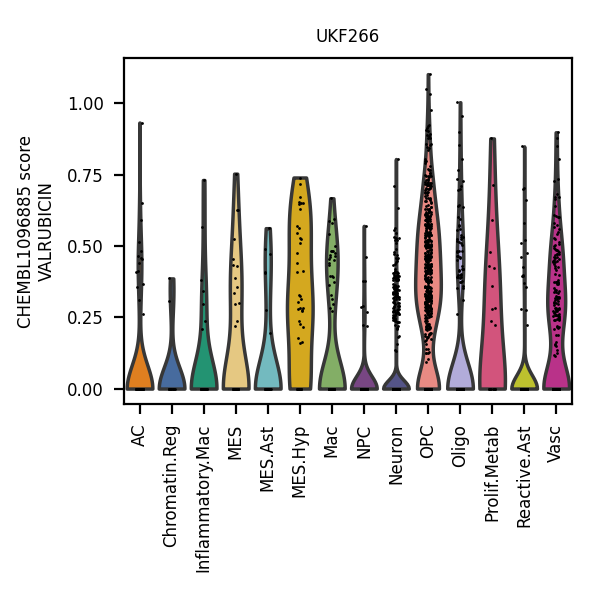 UKF266
CHEMBL1096885 score
VALRUBICIN
1.00
0.75
0.50
0.25
0.00
AC
Chromatin.Reg
Inflammatory.Mac
MES
MES.Ast
MES.Hyp
Mac
NPC
Neuron
OPC
Oligo
Prolif.Metab
Reactive.Ast
Vasc